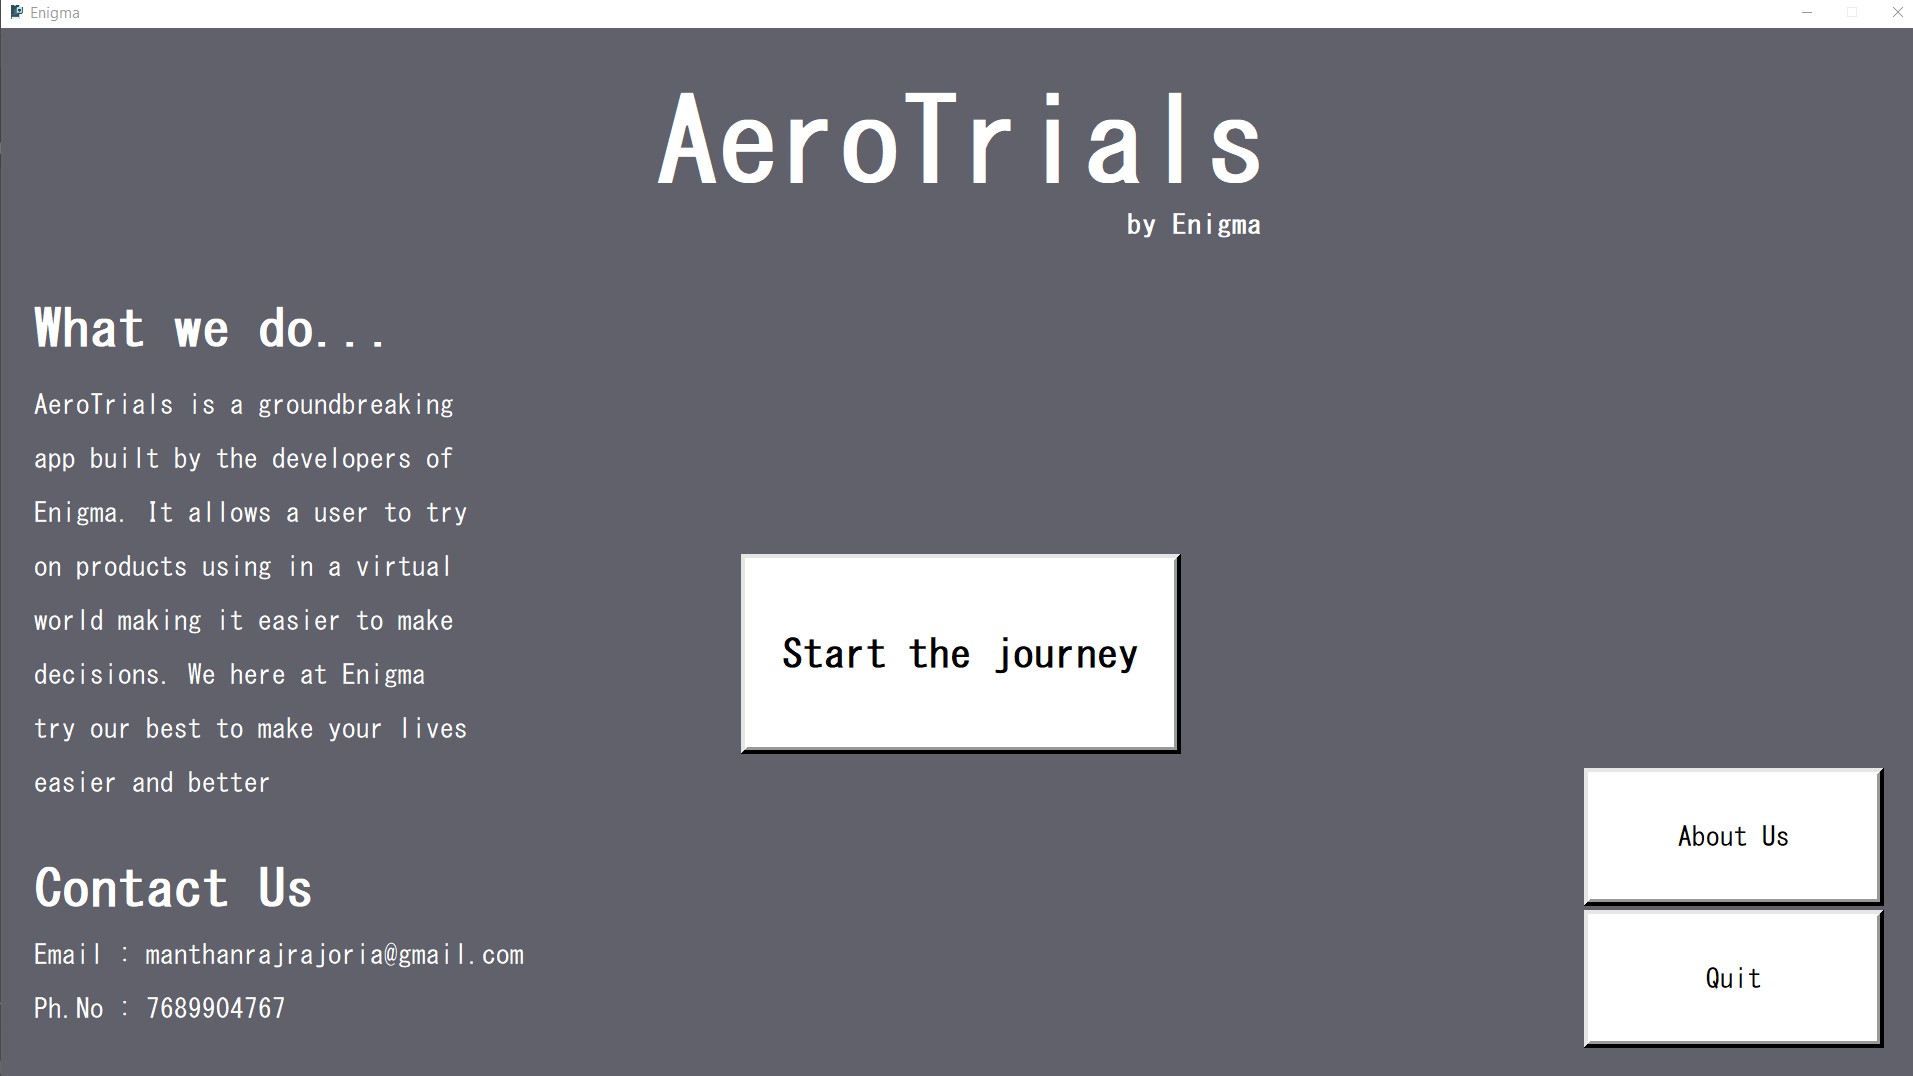 Enigma
AeroTrials
by Enigma
What we do...
AeroTrials is a groundbreaking
app built by the developers of
Enigma. It allows a user to try
on products using in a virtual
world making it easier to make
decisions. We here at Enigma
try our best to make your lives
easier and better
Start the journey
About Us
Quit
Contact Us
Email : manthanrajrajoria@gmail.com
Ph.No : 7689904767